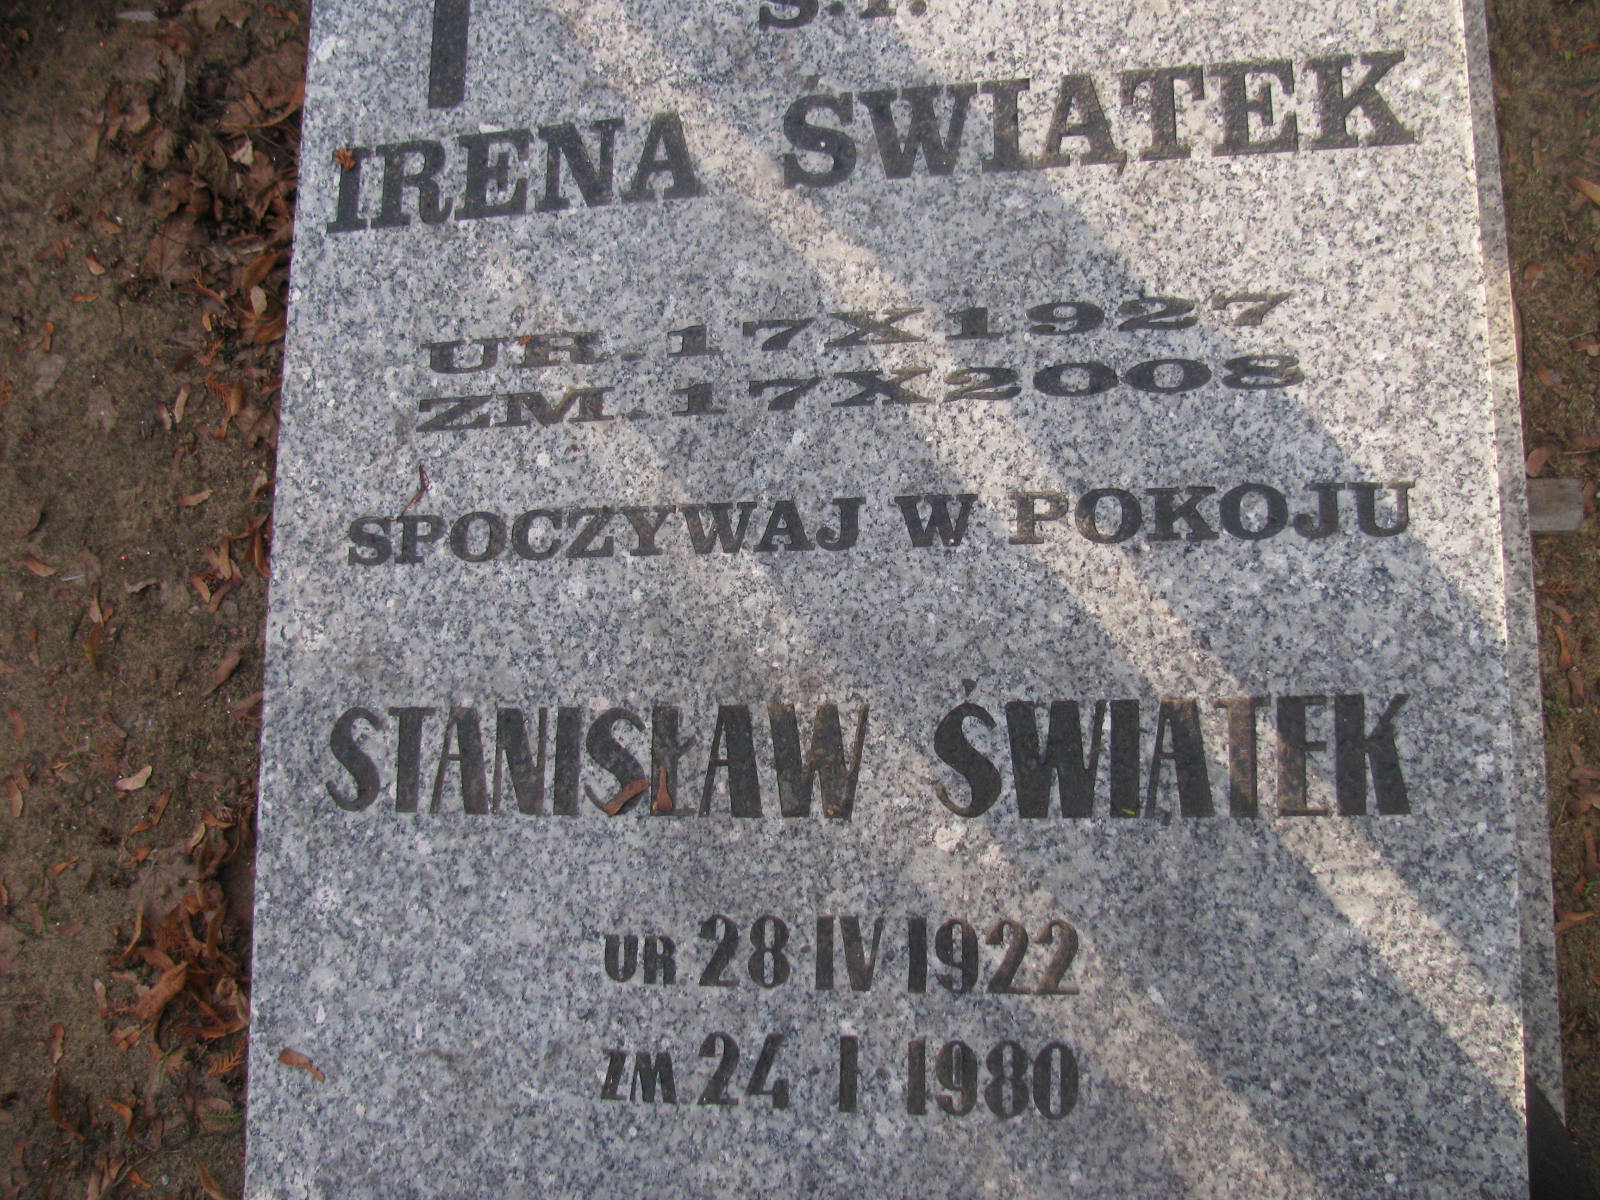 Ś.P.
IRENA ŚWIĄTEK
UR. 17 X 1927
ZM. 17 X 2008
SPOCZYWAJ W POKOJU
STANISŁAW ŚWIĄTEK
UR 28 IV 1922
ZM 24 I 1980